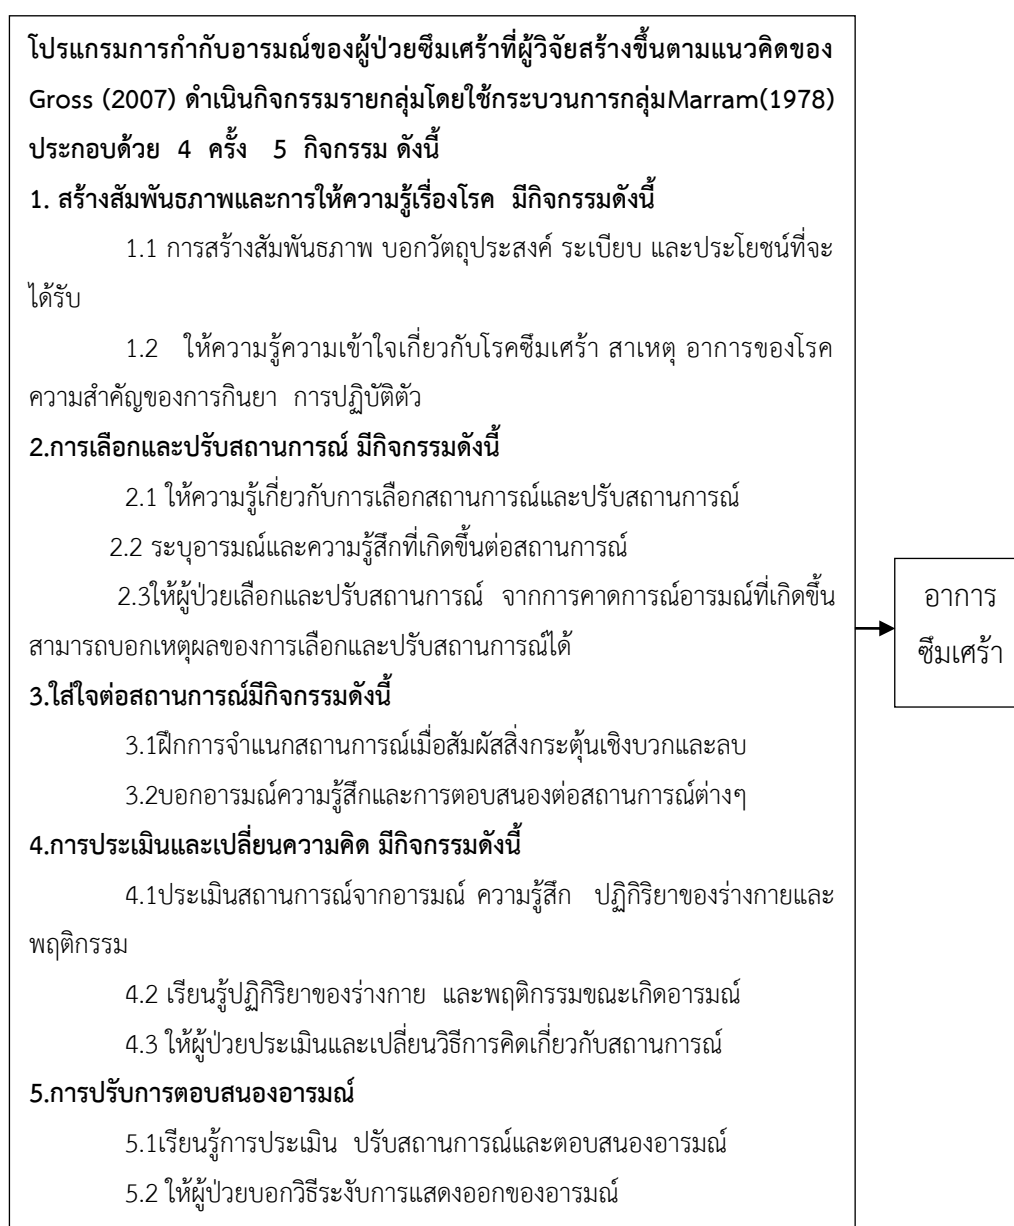 โปรแกรมการกำกับอารมณ์ของผู้ป่วยซึมเศร้าที่ผู้วิจัยสร้างขึ้นตามแนวคิดของ
Gross (2007) ดำเนินกิจกรรมรายกลุ่มโดยใช้กระบวนการกลุ่มMarram(1978)
ประกอบด้วย 4 ครั้ง 5 กิจกรรม ดังนี้
1. สร้างสัมพันธภาพและการให้ความรู้เรื่องโรค มีกิจกรรมดังนี้
1.1 การสร้างสัมพันธภาพ บอกวัตถุประสงค์ ระเบียบ และประโยชน์ที่จะ
ได้รับ
1.2 ให้ความรู้ความเข้าใจเกี่ยวกับโรคซึมเศร้า สาเหตุ อาการของโรค
ความสำคัญของการกินยา การปฏิบัติตัว
2.การเลือกและปรับสถานการณ์ มีกิจกรรมดังนี้
2.1 ให้ความรู้เกี่ยวกับการเลือกสถานการณ์และปรับสถานการณ์
2.2 ระบุอารมณ์และความรู้สึกที่เกิดขึ้นต่อสถานการณ์
2.3ให้ผู้ป่วยเลือกและปรับสถานการณ์ จากการคาดการณ์อารมณ์ที่เกิดขึ้น
สามารถบอกเหตุผลของการเลือกและปรับสถานการณ์ได้
3.ใส่ใจต่อสถานการณ์มีกิจกรรมดังนี้
3.1ฝึกการจำแนกสถานการณ์เมื่อสัมผัสสิ่งกระตุ้นเชิงบวกและลบ
3.2บอกอารมณ์ความรู้สึกและการตอบสนองต่อสถานการณ์ต่างๆ
4.การประเมินและเปลี่ยนความคิด มีกิจกรรมดังนี้
4.1ประเมินสถานการณ์จากอารมณ์ ความรู้สึก ปฏิกิริยาของร่างกายและ
พฤติกรรม
4.2 เรียนรู้ปฏิกิริยาของร่างกาย และพฤติกรรมขณะเกิดอารมณ์
4.3 ให้ผู้ป่วยประเมินและเปลี่ยนวิธีการคิดเกี่ยวกับสถานการณ์
5.การปรับการตอบสนองอารมณ์
5.1เรียนรู้การประเมิน ปรับสถานการณ์และตอบสนองอารมณ์
5.2 ให้ผู้ป่วยบอกวิธีระงับการแสดงออกของอารมณ์
อาการ
ซึมเศร้า